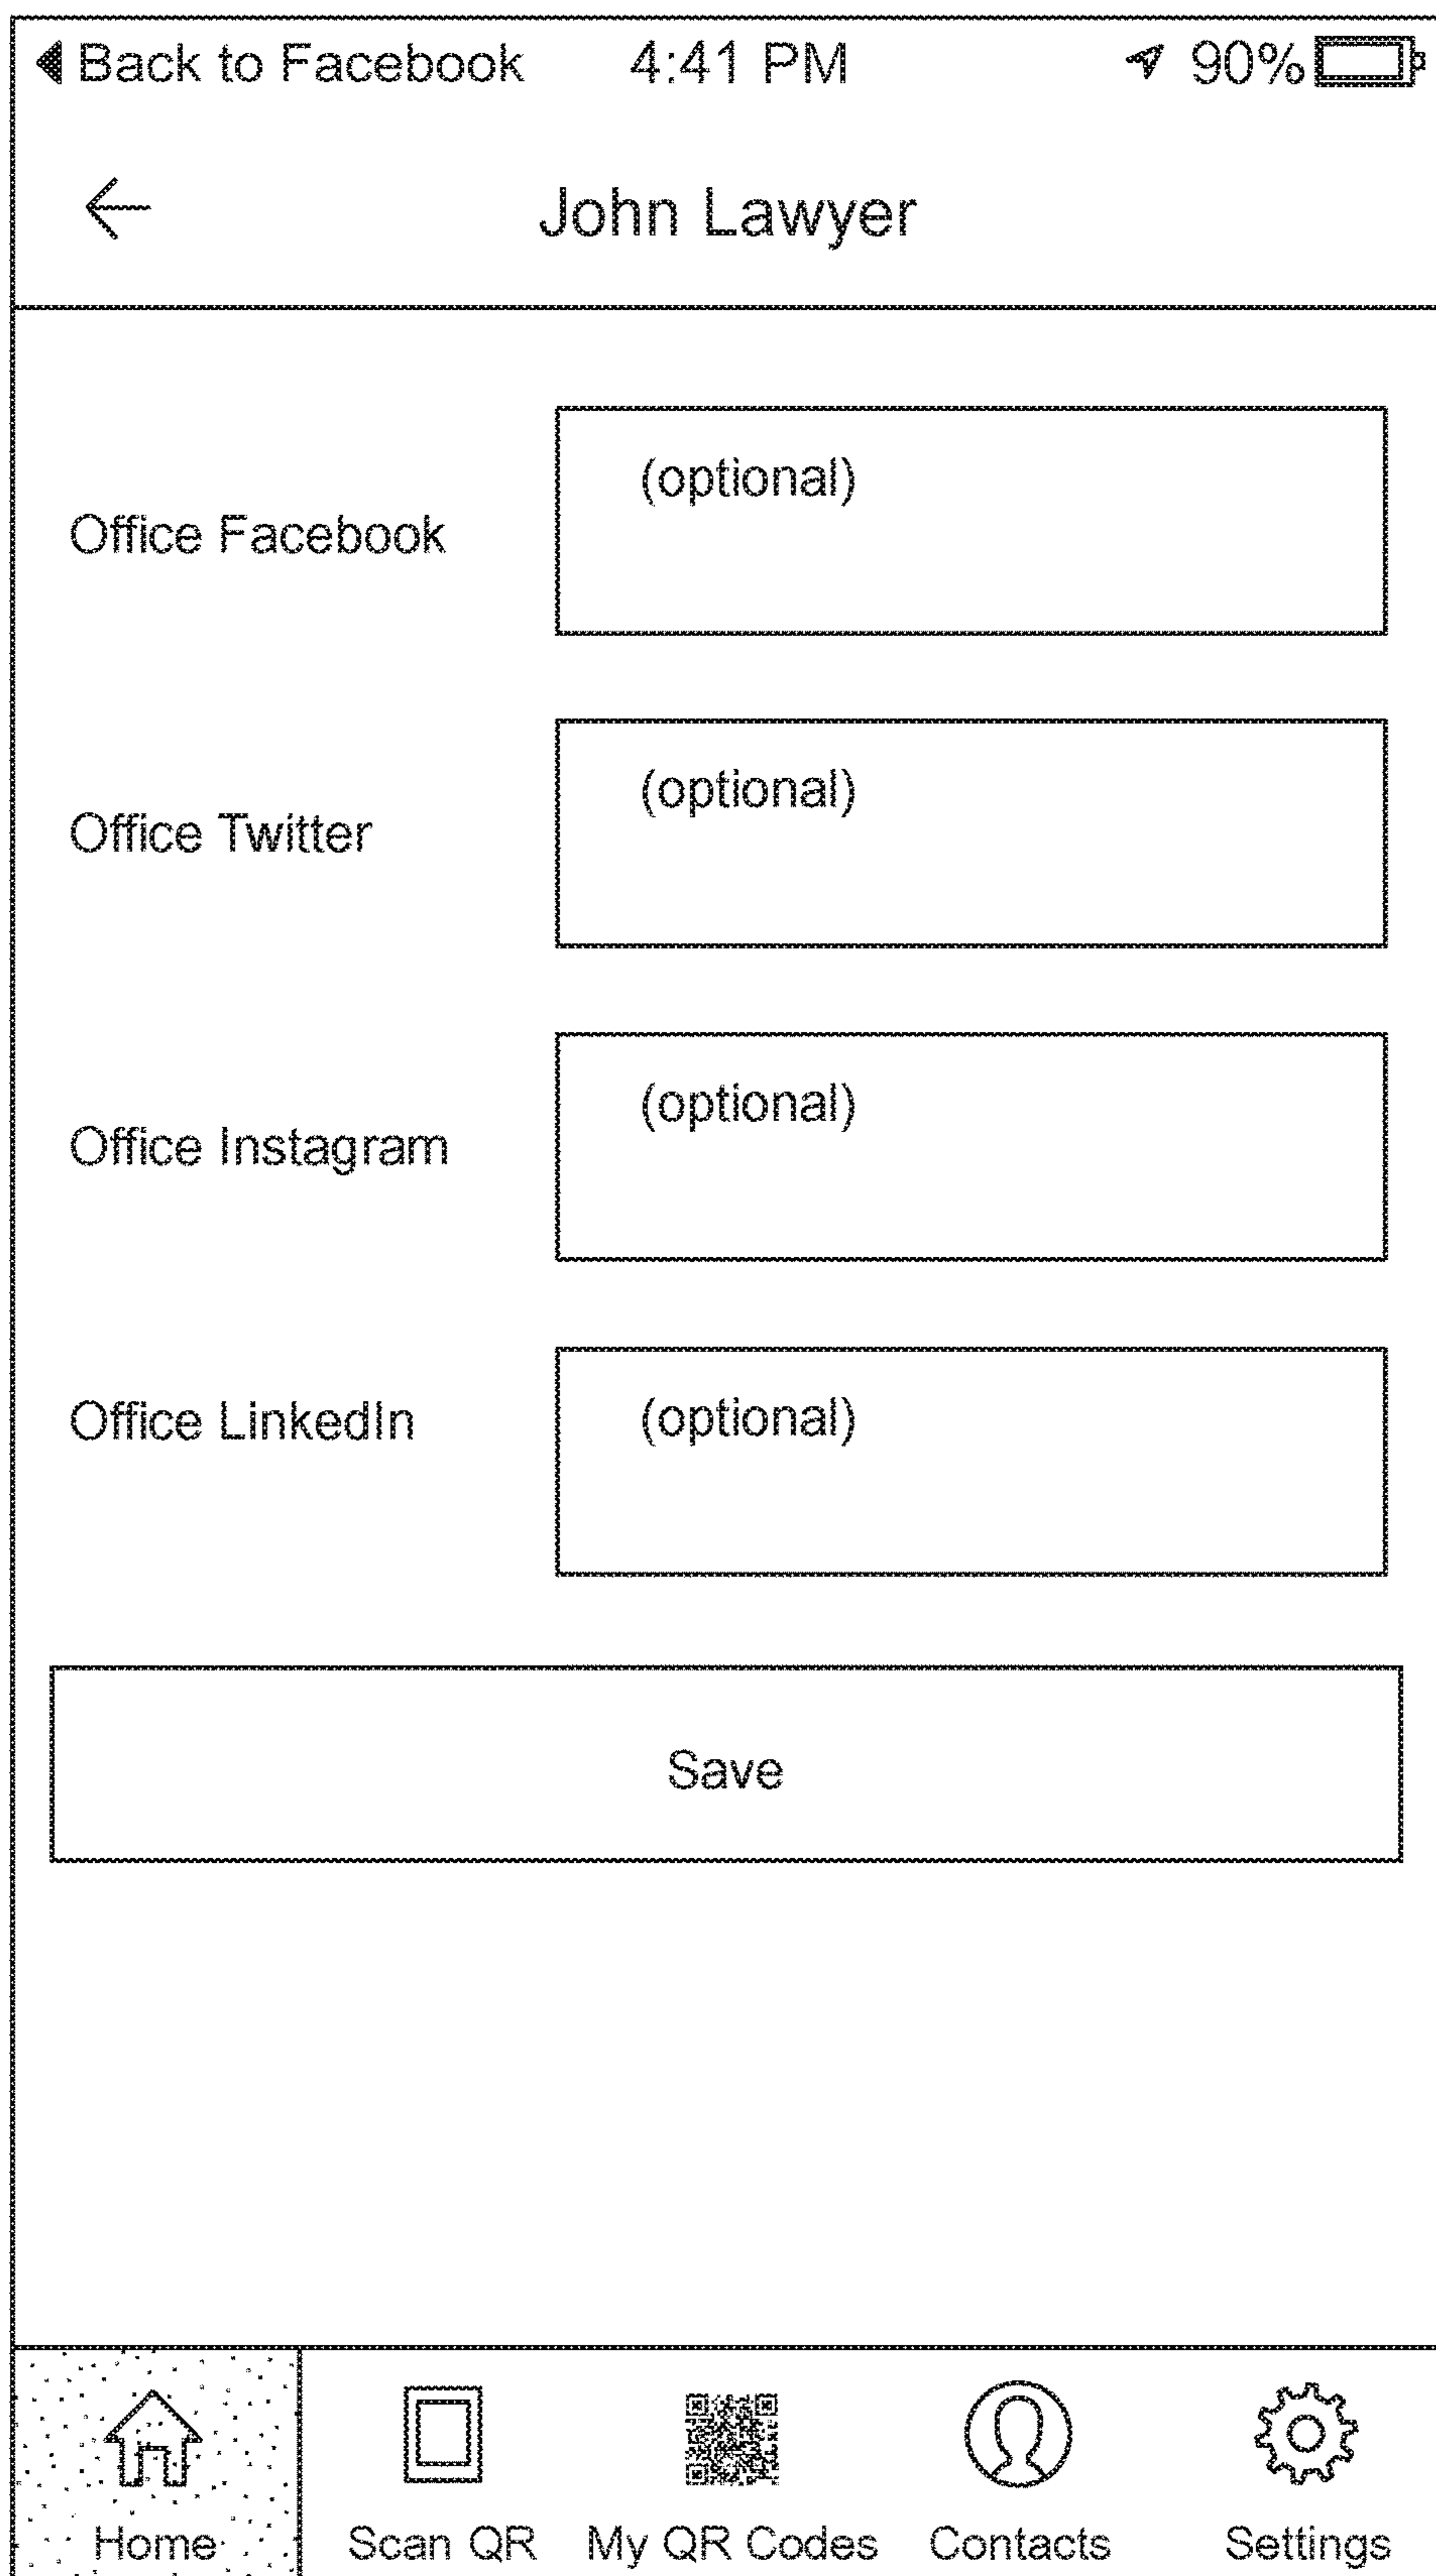 Back to Facebook 4:41 PM 90%
John Lawyer
(optional)
Office Facebook
(optional)
Office Twitter
(optional)
Office Instagram
(optional)
Office LinkedIn
Save
Home Scan QR My QR Codes Contacts Settings